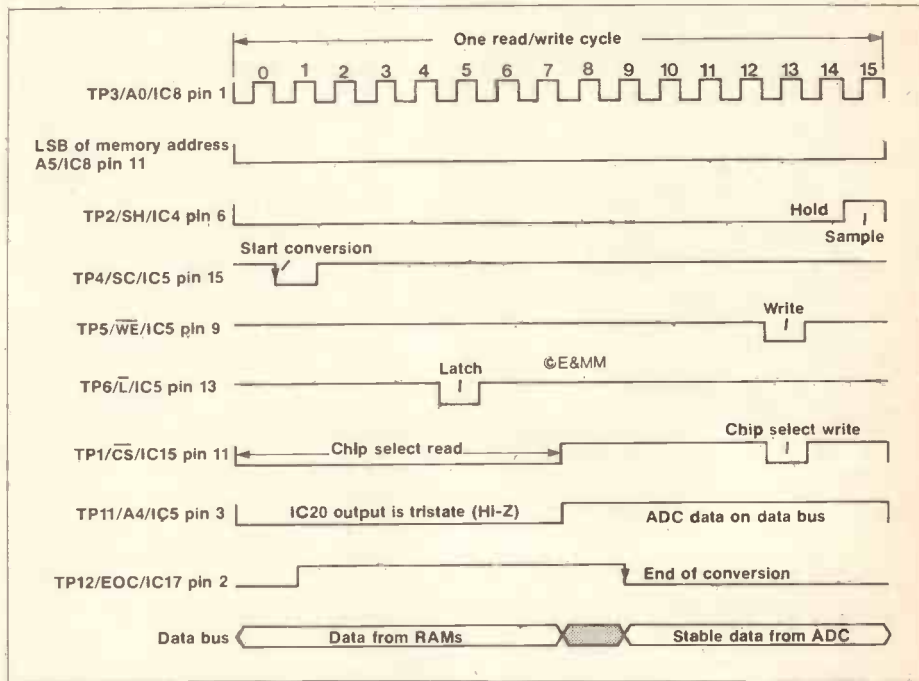 One read/write cycle
0 1 2 3 4 5 6 7 8 9 10 11 12 13 14 15
TP3/A0/IC8 pin 1
LSB of memory address
A5/IC8 pin 11
TP2/SH/IC4 pin 6
Hold
Sample
Start conversion
TP4/SC/IC5 pin 15
Write
TP5/W̅E̅/IC5 pin 9
Latch
©E&MM
TP6/L̅/IC5 pin 13
Chip select write
TP1/C̅S̅/IC15 pin 11
Chip select read
TP11/A4/IC5 pin 3
IC20 output is tristate (HI-Z)
ADC data on data bus
TP12/EOC/IC17 pin 2
End of conversion
Data bus
Data from RAMs
Stable data from ADC